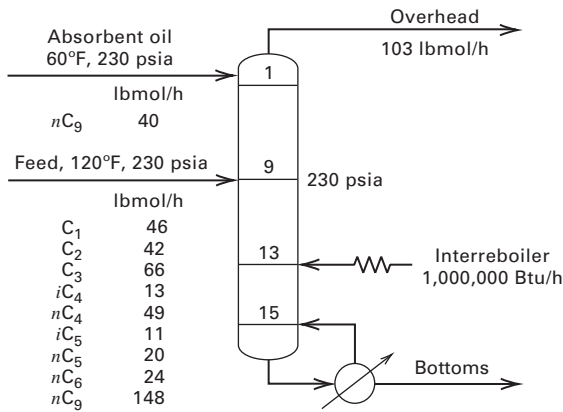 Overhead
103 lbmol/h
Absorbent oil
60°F, 230 psia
lbmol/h
nC9 40
1
Feed, 120°F, 230 psia
9
230 psia
lbmol/h
C1 46
C2 42
C3 66
iC4 13
nC4 49
iC5 11
nC5 20
nC6 24
nC9 148
13
Interreboiler
1,000,000 Btu/h
15
Bottoms